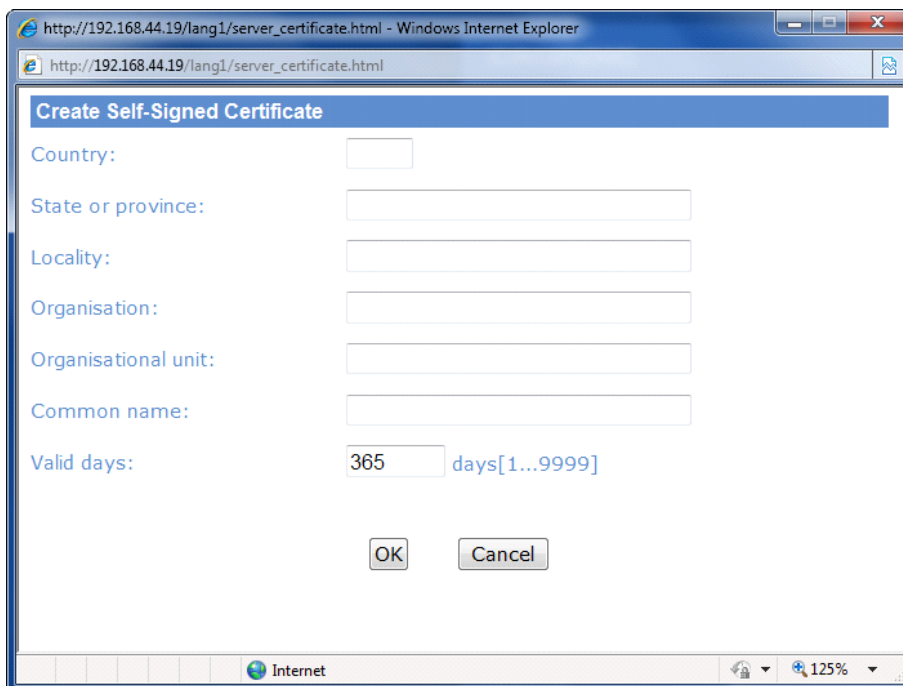 http://192.168.44.19/lang1/server_certificate.html - Windows Internet Explorer
http://192.168.44.19/lang1/server_certificate.html
Create Self-Signed Certificate
Country:
State or province:
Locality:
Organisation:
Organisational unit:
Common name:
Valid days: 365 days[1...9999]
OK Cancel
Internet 125%